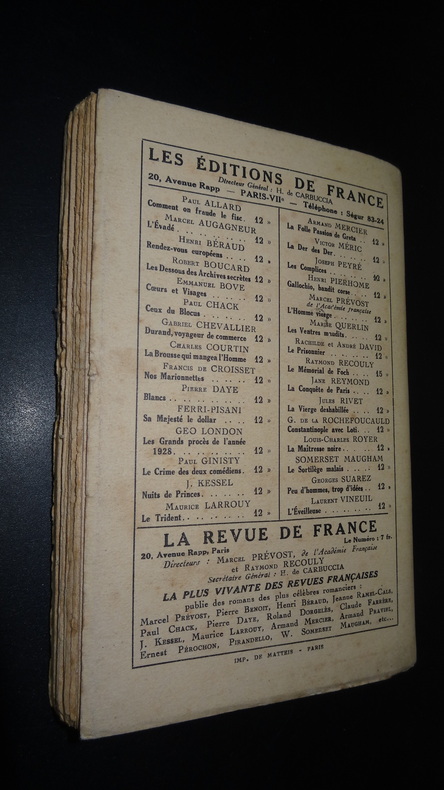 LES ÉDITIONS DE FRANCE
Directeur Général : H. de CARBUCCIA
20, Avenue Rapp — PARIS-VIIe — Téléphone : Ségur 83-24
PAUL ALLARD
Comment on fraude le fisc. 12 »
MARCEL AUGAGNEUR
L'Évadé . . . . . . . . 12 »
HENRI BÉRAUD
Rendez-vous européens . . . 12 »
ROBERT BOUCARD
Les Dessous des Archives secrètes 12 »
EMMANUEL BOVE
Cœurs et Visages . . . . . 12 »
PAUL CHACK
Ceux du Blocus . . . . . . 12 »
GABRIEL CHEVALLIER
Durand, voyageur de commerce 12 »
CHARLES COURTIN
La Brousse qui mangea l'Homme 12 »
FRANCIS DE CROISSET
Nos Marionnettes . . . . . 12 »
PIERRE DAYE
Blancs . . . . . . . . . 12 »
FERRI-PISANI
Sa Majesté le dollar . . . . 12 »
GEO LONDON
Les Grands procès de l'année
1928 . . . . . . . . . . 12 »
PAUL GINISTY
Le Crime des deux comédiens. 12 »
J. KESSEL
Nuits de Princes . . . . . . 12 »
MAURICE LARROUY
Le Trident . . . . . . . . 12 »
ARMAND MERCIER
La Folle Passion de Grote . . 12 »
VICTOR MÉRIC
La Der des Der . . . . . . 12 »
JOSEPH PEYRÉ
Les Complices . . . . . . 10 »
HENRI PIERHOME
Gallochio, bandit corse . . . 12 »
MARCEL PRÉVOST
de l'Académie française
L'Homme vierge . . . . . . 12 »
MARISE QUERLIN
Les Ventres maudits . . . . 12 »
RACHILDE et ANDRÉ DAVID
Le Prisonnier . . . . . . 12 »
RAYMOND RECOULY
Le Mémorial de Foch . . . . 15 »
JANE REYMOND
La Conquête de Paris . . . . 12 »
JULES RIVET
La Vierge deshabillée . . . . 12 »
G. DE LA ROCHEFOUCAULD
Constantinople avec Loti. . . 12 »
LOUIS-CHARLES ROYER
La Maîtresse noire . . . . . 12 »
SOMERSET MAUGHAM
Le Sortilège malais . . . . . 12 »
GEORGES SUAREZ
Peu d'hommes, trop d'idées . . 12 »
LAURENT VINEUIL
L'Éveilleuse . . . . . . . 12 »
LA REVUE DE FRANCE
20, Avenue Rapp, Paris Le Numéro : 7 fr.
Directeurs : MARCEL PRÉVOST, de l'Académie Française
et RAYMOND RECOULY
Secrétaire Général : H. DE CARBUCCIA
LA PLUS VIVANTE DES REVUES FRANÇAISES
publie des romans des plus célèbres romanciers :
MARCEL PRÉVOST, PIERRE BENOIT, HENRI BÉRAUD, JEANNE RAMEL-CALS,
PAUL CHACK, PIERRE DAYE, ROLAND DORGELÈS, CLAUDE FARRÈRE,
J. KESSEL, MAURICE LARROUY, ARMAND MERCIER, ARMAND PRAVIEL,
ERNEST PÉROCHON, PIRANDELLO, W. SOMERSET MAUGHAM, etc...
IMP. DE MATTEIS - PARIS